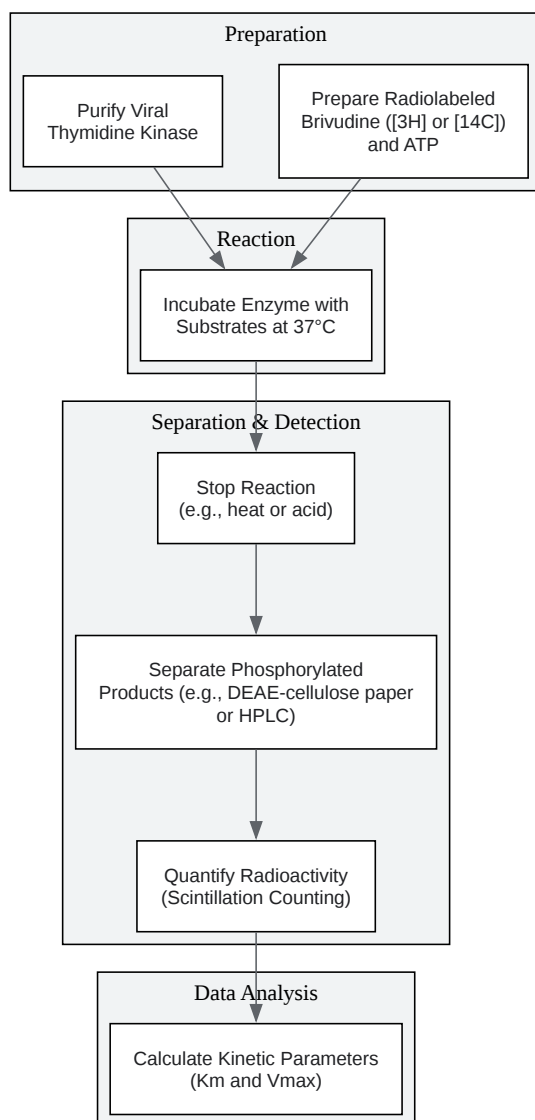 Preparation
Purify Viral
Thymidine Kinase
Prepare Radiolabeled
Brivudine ([3H] or [14C])
and ATP
Reaction
Incubate Enzyme with
Substrates at 37°C
Separation & Detection
Stop Reaction
(e.g., heat or acid)
Separate Phosphorylated
Products (e.g., DEAE-cellulose paper
or HPLC)
Quantify Radioactivity
(Scintillation Counting)
Data Analysis
Calculate Kinetic Parameters
(Km and Vmax)